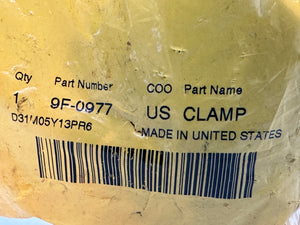 Qty Part Number COO Part Name
1 9F-0977 US CLAMP
D31M05Y13PR6
MADE IN UNITED STATES